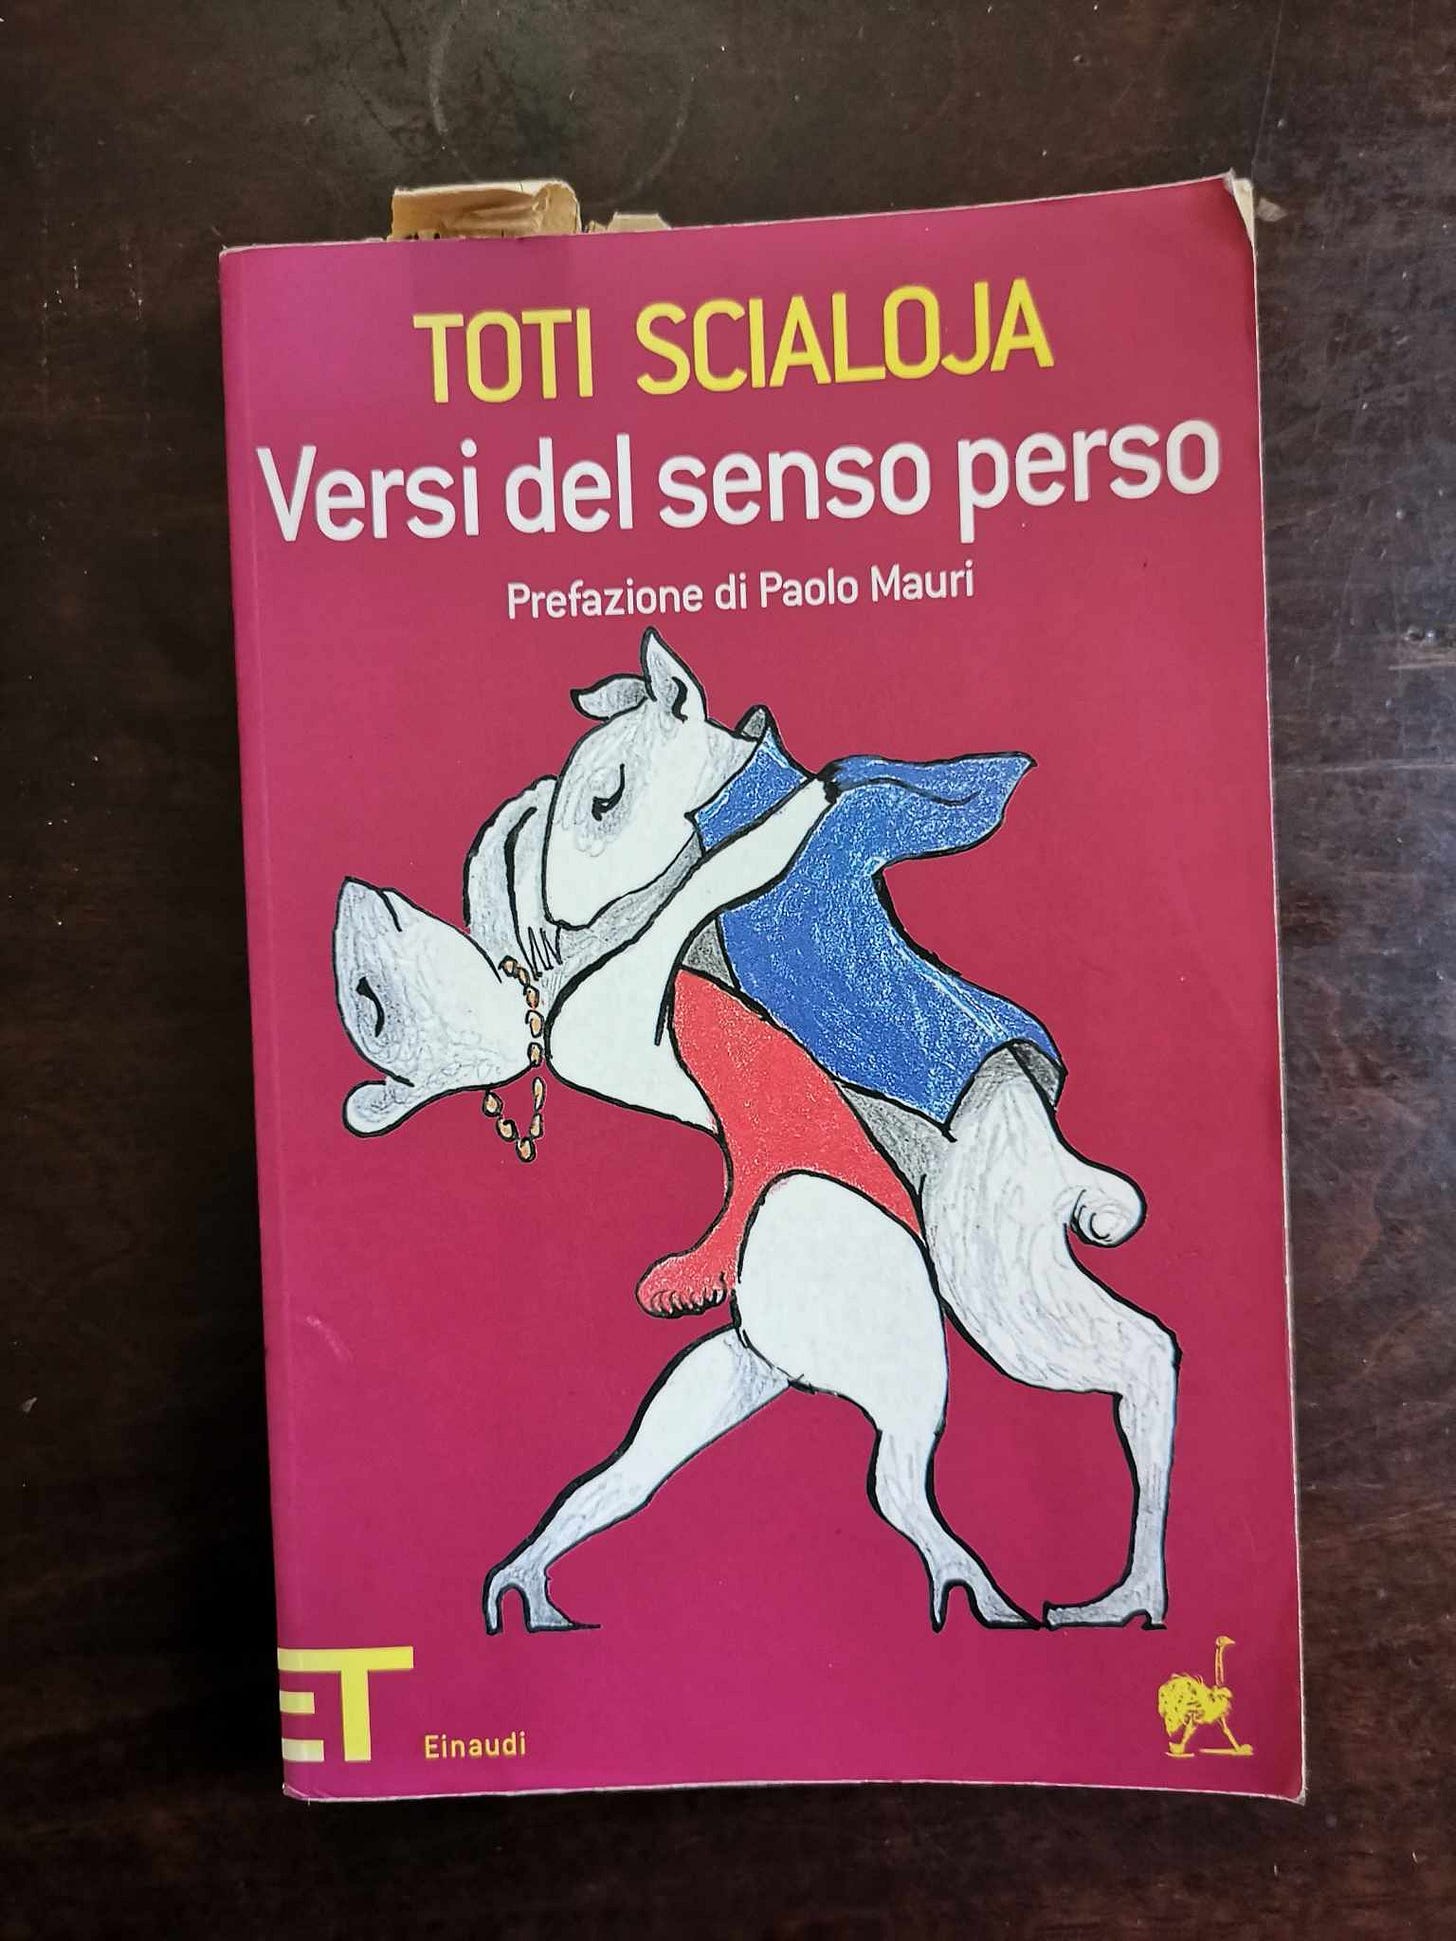 TOTI SCIALOJA
Versi del senso perso
Prefazione di Paolo Mauri
ET
Einaudi